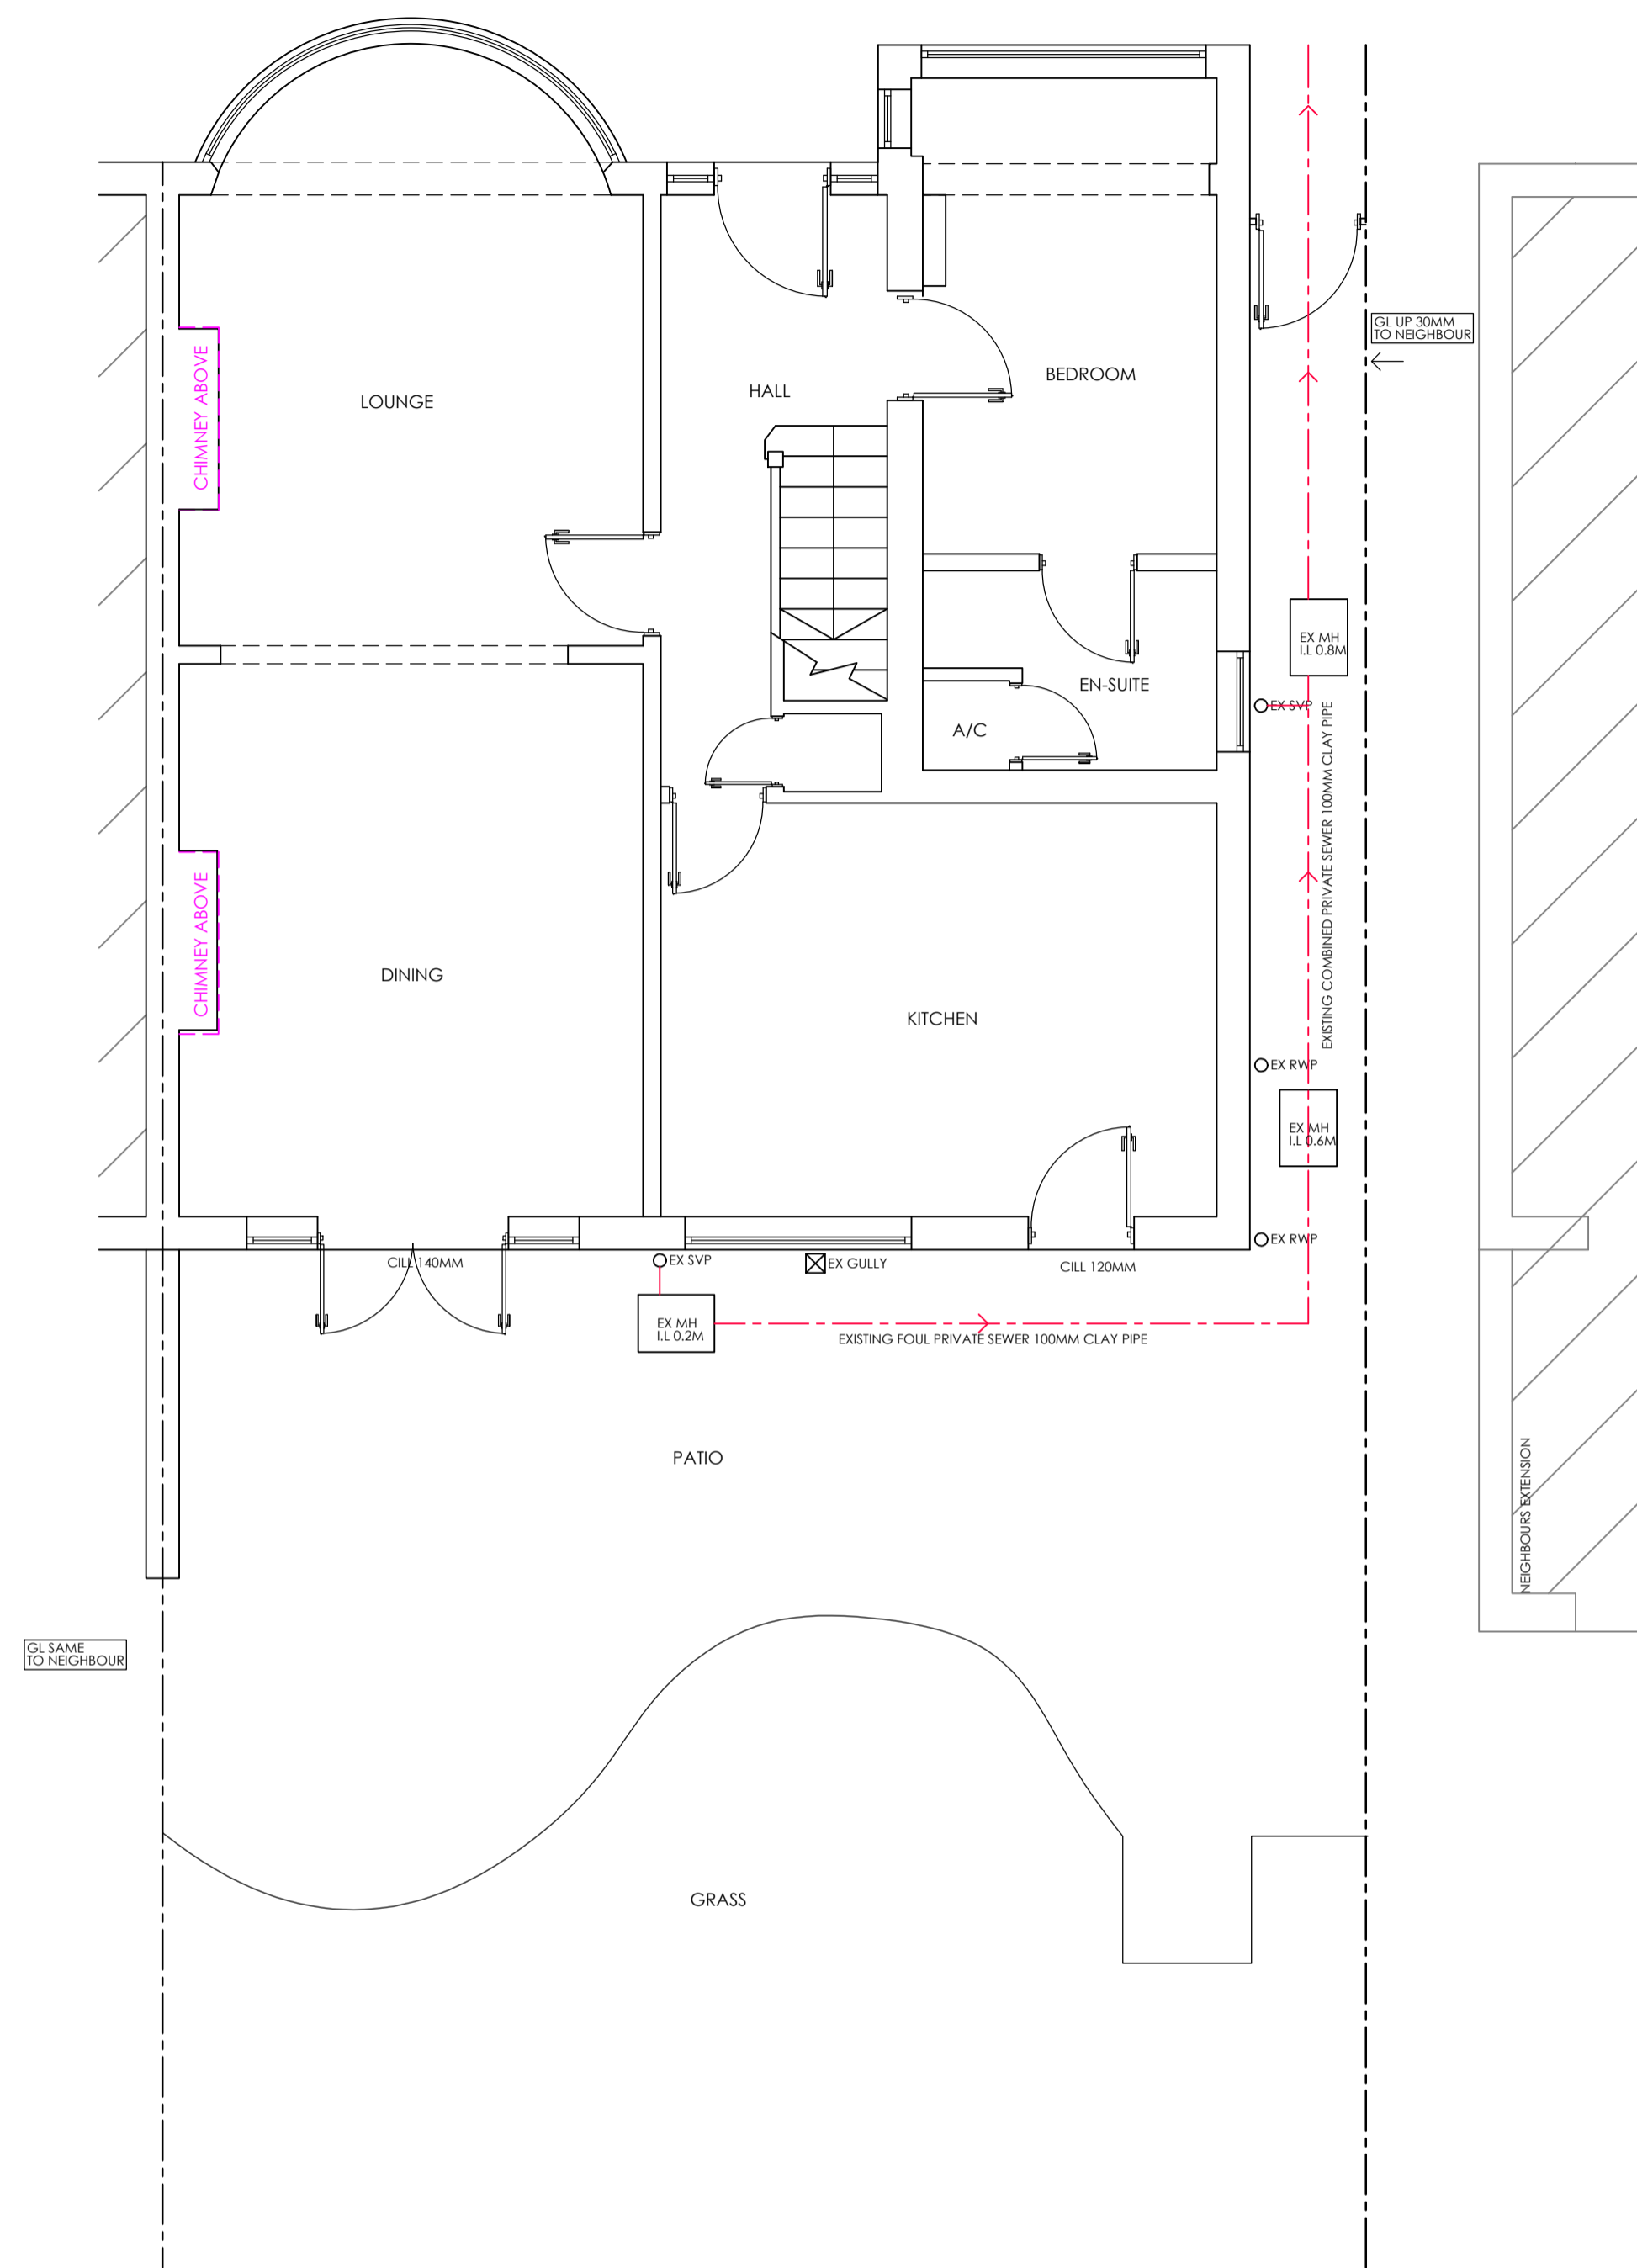 GL UP 30MM
TO NEIGHBOUR
CHIMNEY ABOVE
LOUNGE
HALL
BEDROOM
EX MH
I.L 0.8M
EN-SUITE
EX SVP
A/C
EXISTING COMBINED PRIVATE SEWER 100MM CLAY PIPE
CHIMNEY ABOVE
DINING
KITCHEN
EX RWP
EX MH
I.L 0.6M
EX RWP
CILL 140MM
EX SVP
EX GULLY
CILL 120MM
EX MH
I.L 0.2M
EXISTING FOUL PRIVATE SEWER 100MM CLAY PIPE
PATIO
NEIGHBOURS EXTENSION
GL SAME
TO NEIGHBOUR
GRASS